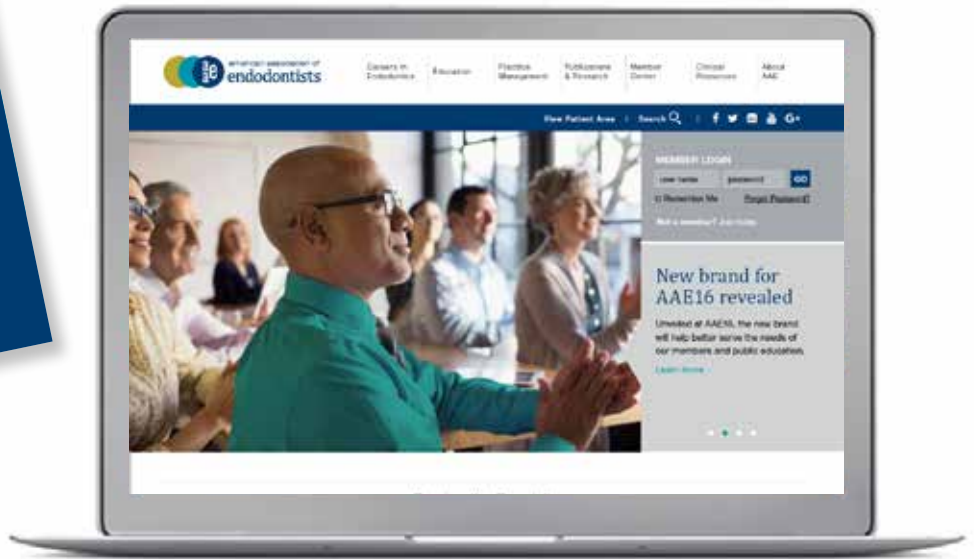 aae
american association of
endodontists
Careers in
Endodontics
Education
Practice
Management
Publications
& Research
Member
Center
Clinical
Resources
About
AAE
View Patient Area | Search | f G+
MEMBER LOGIN
user name password GO
Remember Me Forgot Password?
Not a member? Join today.
New brand for
AAE16 revealed
Unveiled at AAE16, the new brand
will help better serve the needs of
our members and public education.
Learn more